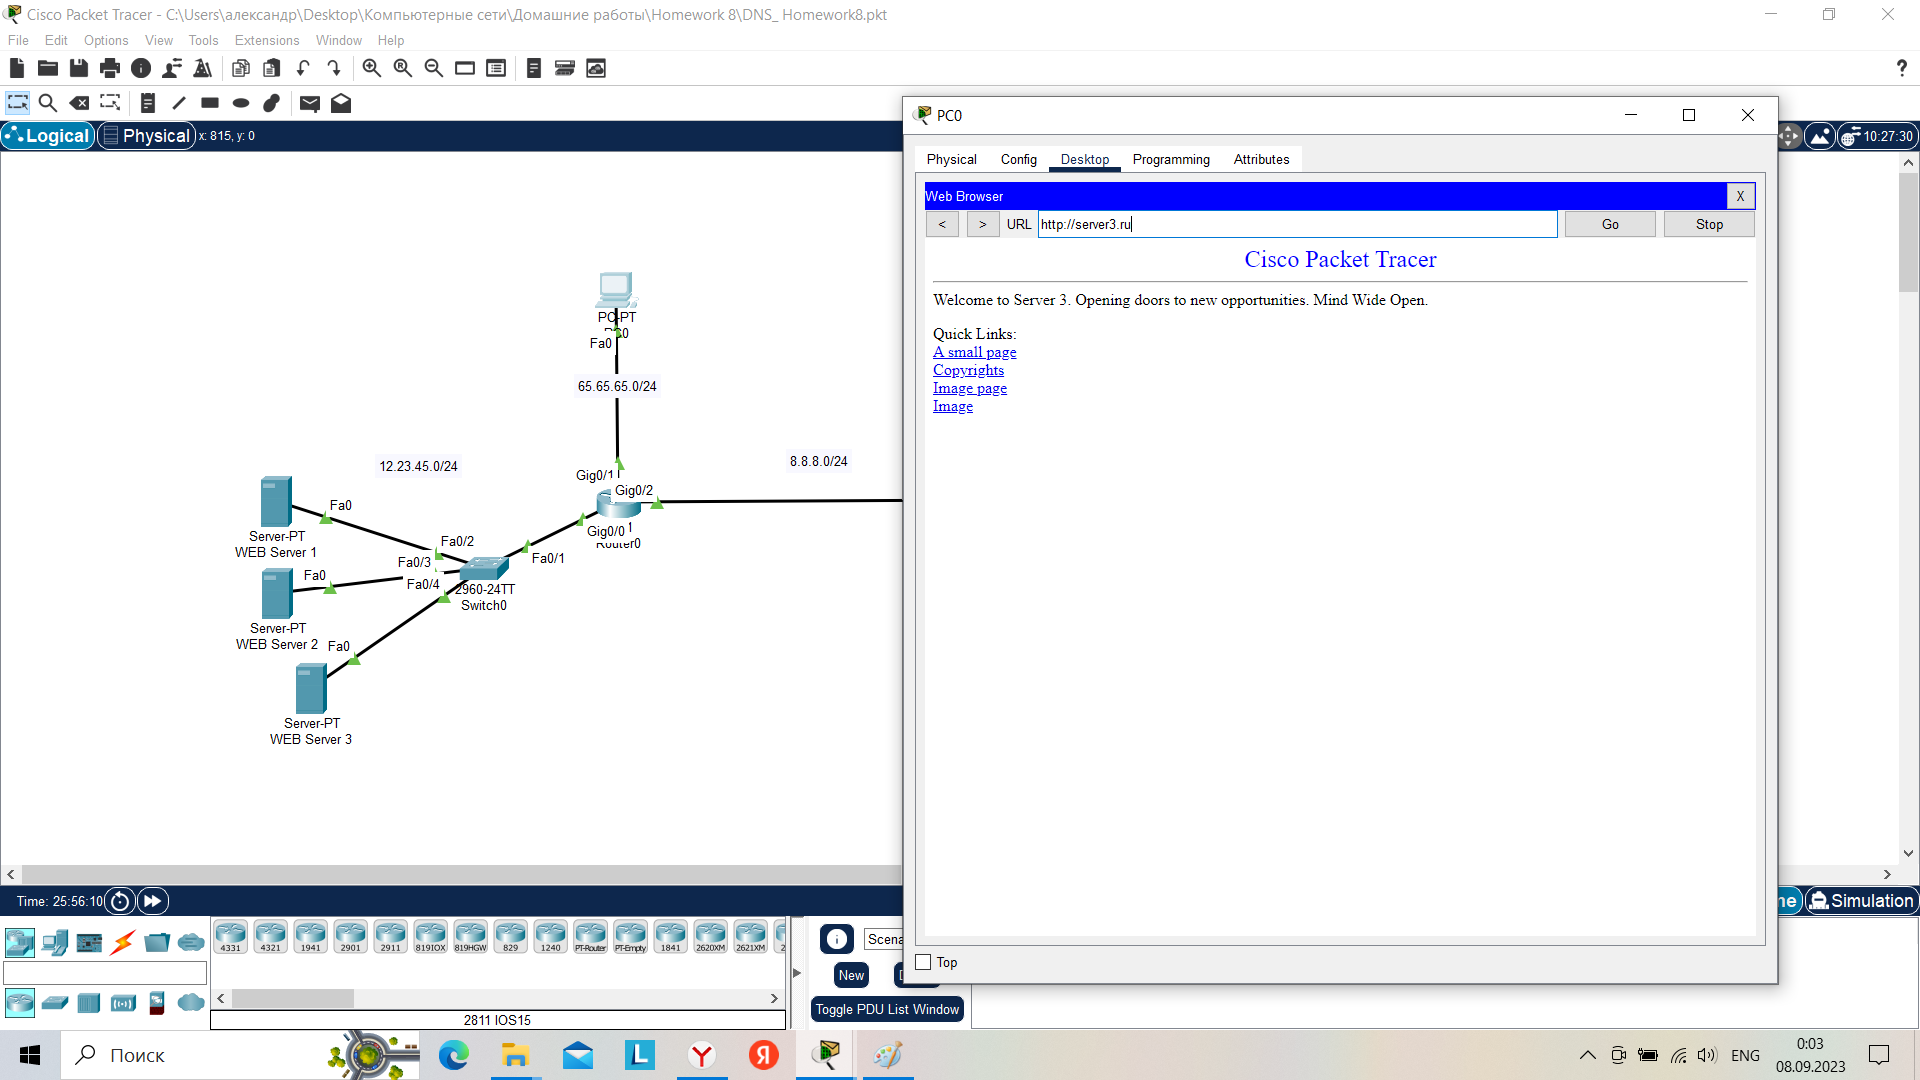 Cisco Packet Tracer - C:\Users\александр\Desktop\Компьютерные сети\Домашние работы\Homework 8\DNS_ Homework8.pkt
File Edit Options View Tools Extensions Window Help
?
Logical Physical x: 815, y: 0
10:27:30
PC0
Physical Config Desktop Programming Attributes
Web Browser X
< > URL http://server3.ru Go Stop
Cisco Packet Tracer
Welcome to Server 3. Opening doors to new opportunities. Mind Wide Open.
Quick Links:
A small page
Copyrights
Image page
Image
Top
PC-PT
Fa0
65.65.65.0/24
12.23.45.0/24
8.8.8.0/24
Gig0/1
Gig0/2
Gig0/0
Router0
Fa0
Server-PT
WEB Server 1
Fa0/2
Fa0/3
Fa0/1
Fa0
Fa0/4
2960-24TT
Switch0
Server-PT
WEB Server 2
Fa0
Server-PT
WEB Server 3
Time: 25:56:10
Simulation
4331 4321 1941 2901 2911 819IOX 819HGW 829 1240 PT-Router PT-Empty 1841 2620XM 2621XM
2811 IOS15
New
Toggle PDU List Window
Поиск
ENG
0:03
08.09.2023